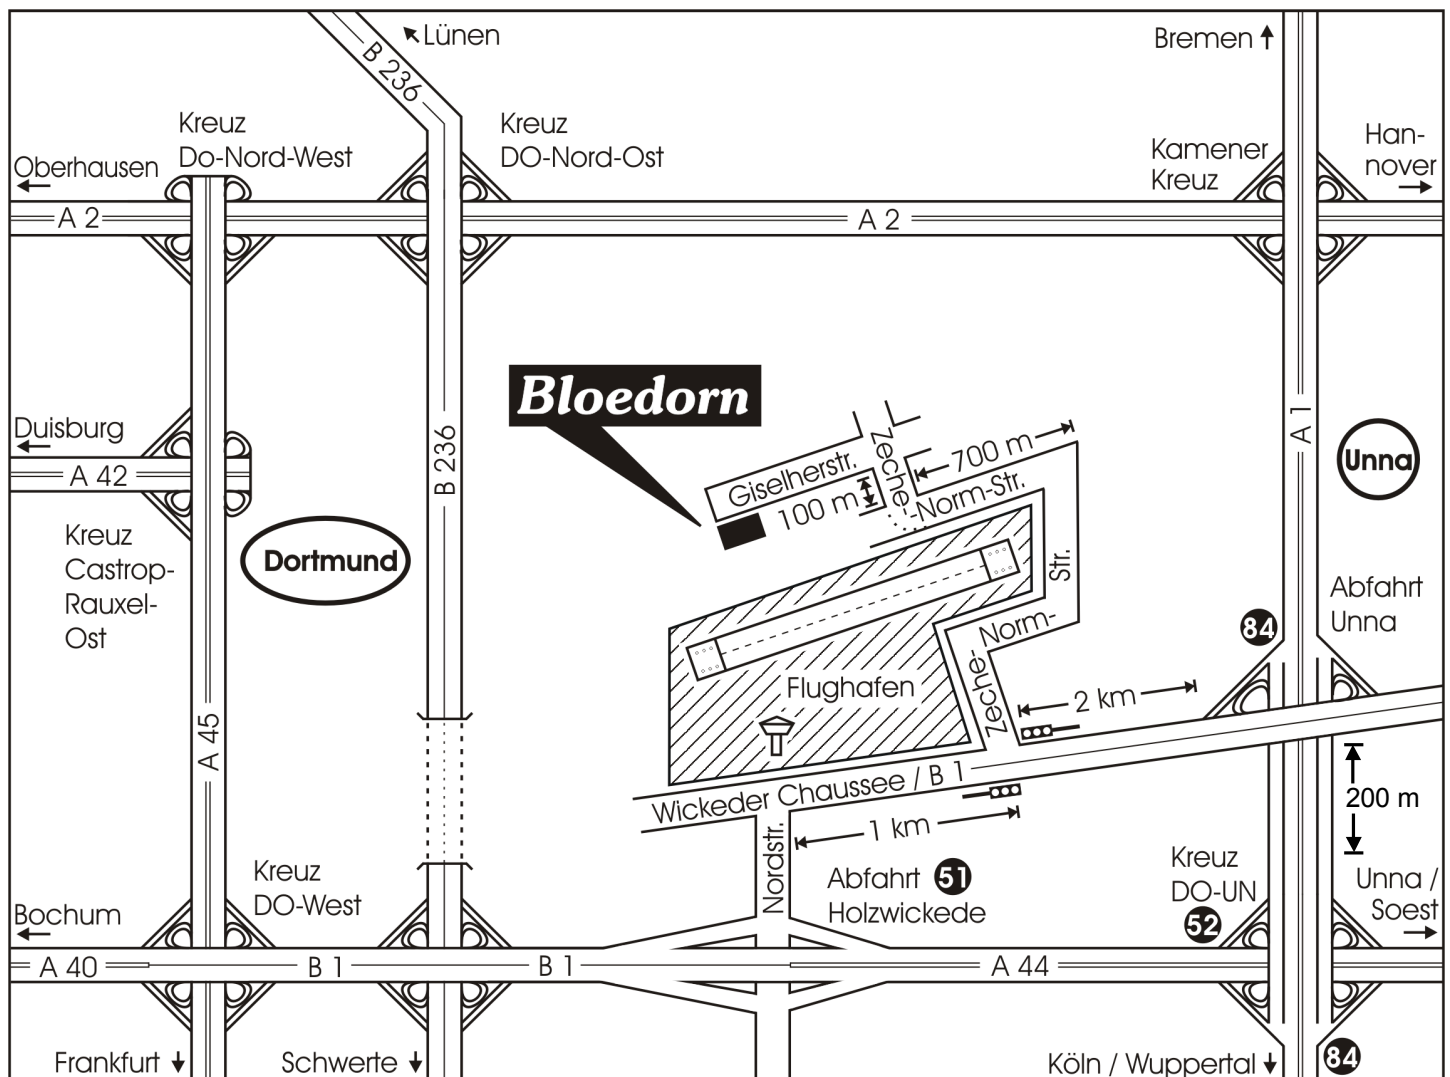 B 236
Lünen
Bremen
Kreuz
Do-Nord-West
Kreuz
DO-Nord-Ost
Kamener
Kreuz
Han-
nover
Oberhausen
A 2
A 2
Duisburg
A 42
Bloedorn
B 236
A 1
Unna
Giselherstr.
Zeche-
700 m
100 m
Norm-Str.
Kreuz
Castrop-
Rauxel-
Ost
Dortmund
Str.
Abfahrt
Unna
84
Norm-
Zeche-
Flughafen
2 km
A 45
Wickeder Chaussee / B 1
200 m
1 km
Nordstr.
Kreuz
DO-West
Abfahrt 51
Holzwickede
Kreuz
DO-UN
52
Unna /
Soest
Bochum
A 40
B 1
B 1
A 44
Frankfurt
Schwerte
Köln / Wuppertal
84